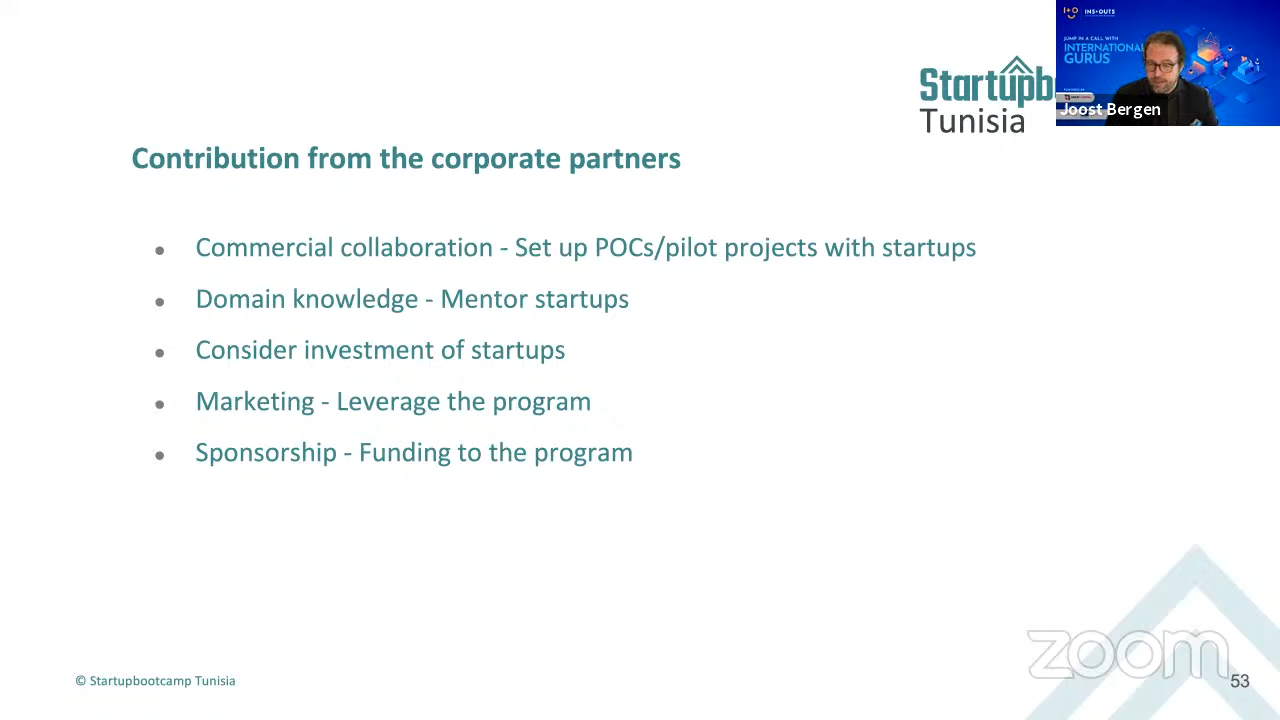 INS+OUTS
JUMP IN A CALL WITH
INTERNATIONAL
GURUS
POWERED BY
Joost Bergen
Startupb
Tunisia
Contribution from the corporate partners
Commercial collaboration - Set up POCs/pilot projects with startups
Domain knowledge - Mentor startups
Consider investment of startups
Marketing - Leverage the program
Sponsorship - Funding to the program
zoom
© Startupbootcamp Tunisia
53